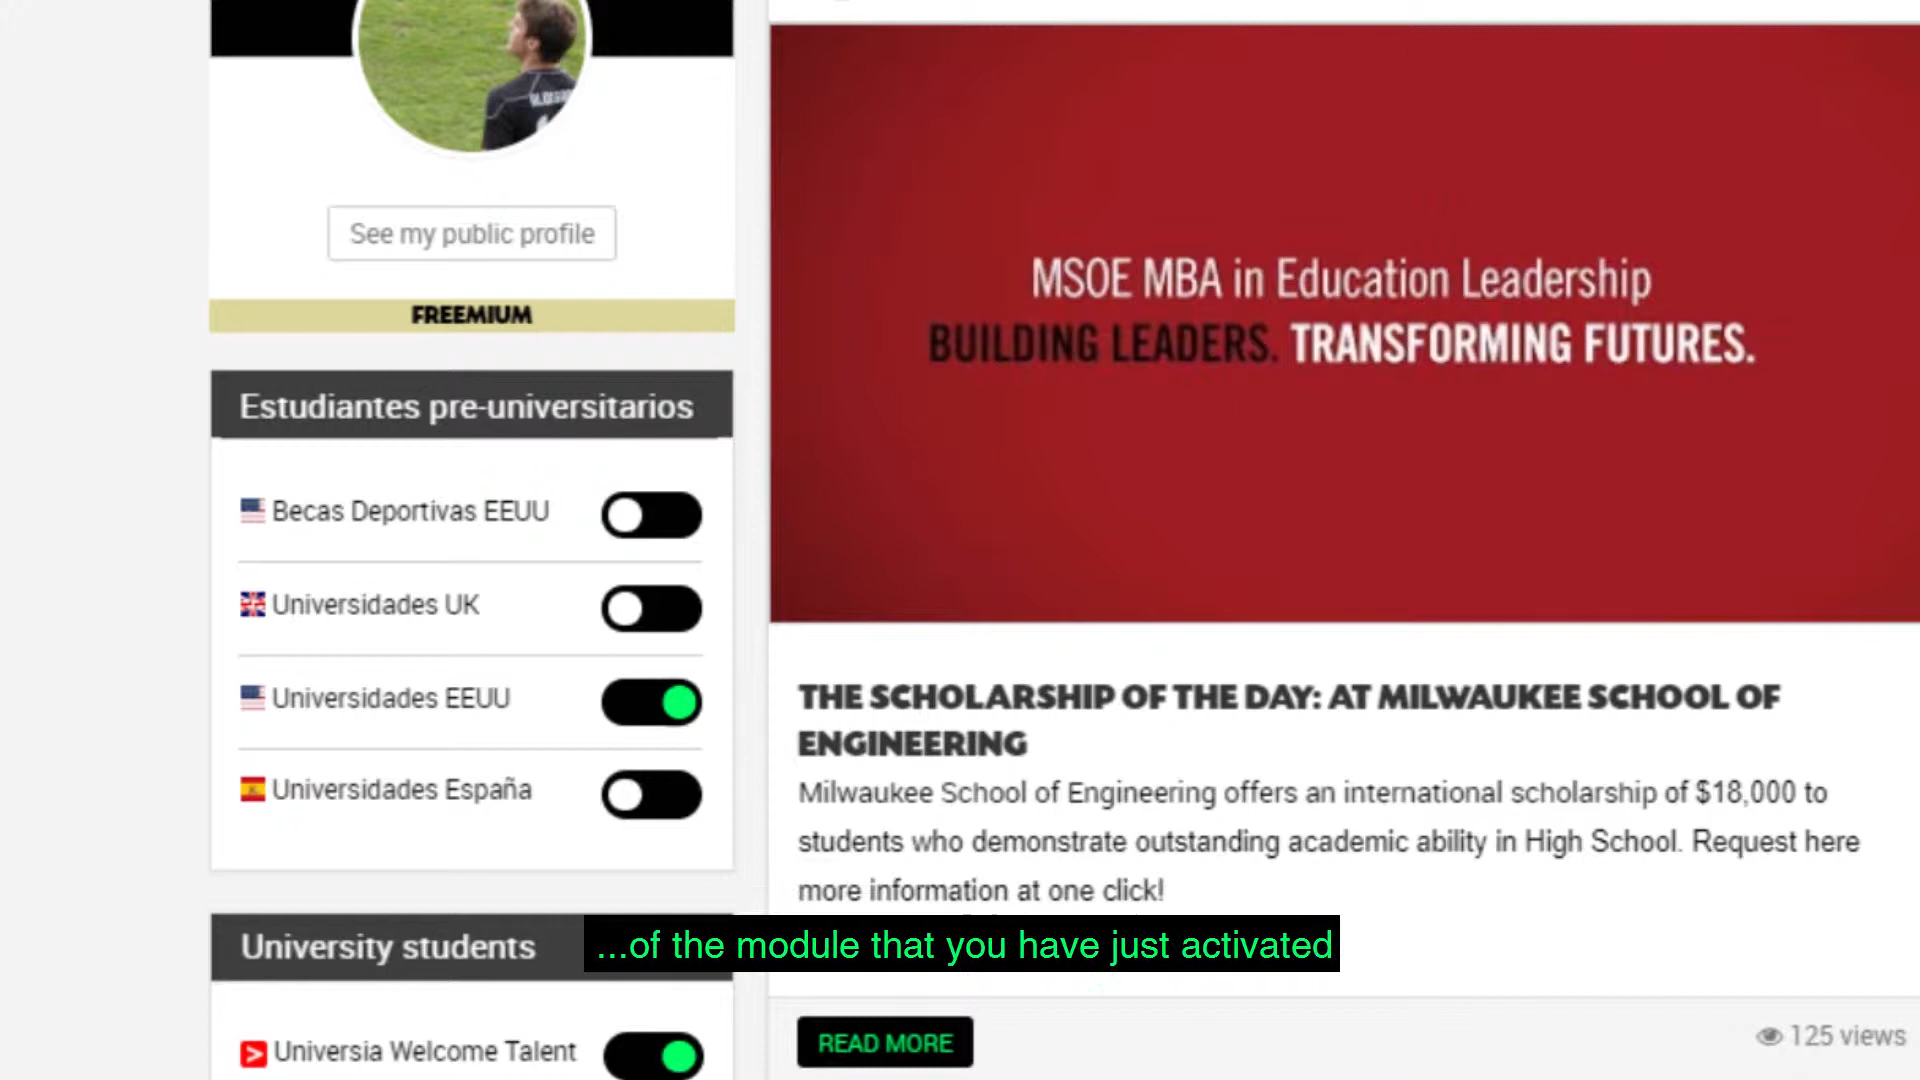 See my public profile
FREEMIUM
Estudiantes pre-universitarios
Becas Deportivas EEUU
Universidades UK
Universidades EEUU
Universidades España
University students
Universia Welcome Talent
MSOE MBA in Education Leadership
BUILDING LEADERS. TRANSFORMING FUTURES.
THE SCHOLARSHIP OF THE DAY: AT MILWAUKEE SCHOOL OF
ENGINEERING
Milwaukee School of Engineering offers an international scholarship of $18,000 to
students who demonstrate outstanding academic ability in High School. Request here
more information at one click!
...of the module that you have just activated
READ MORE
125 views